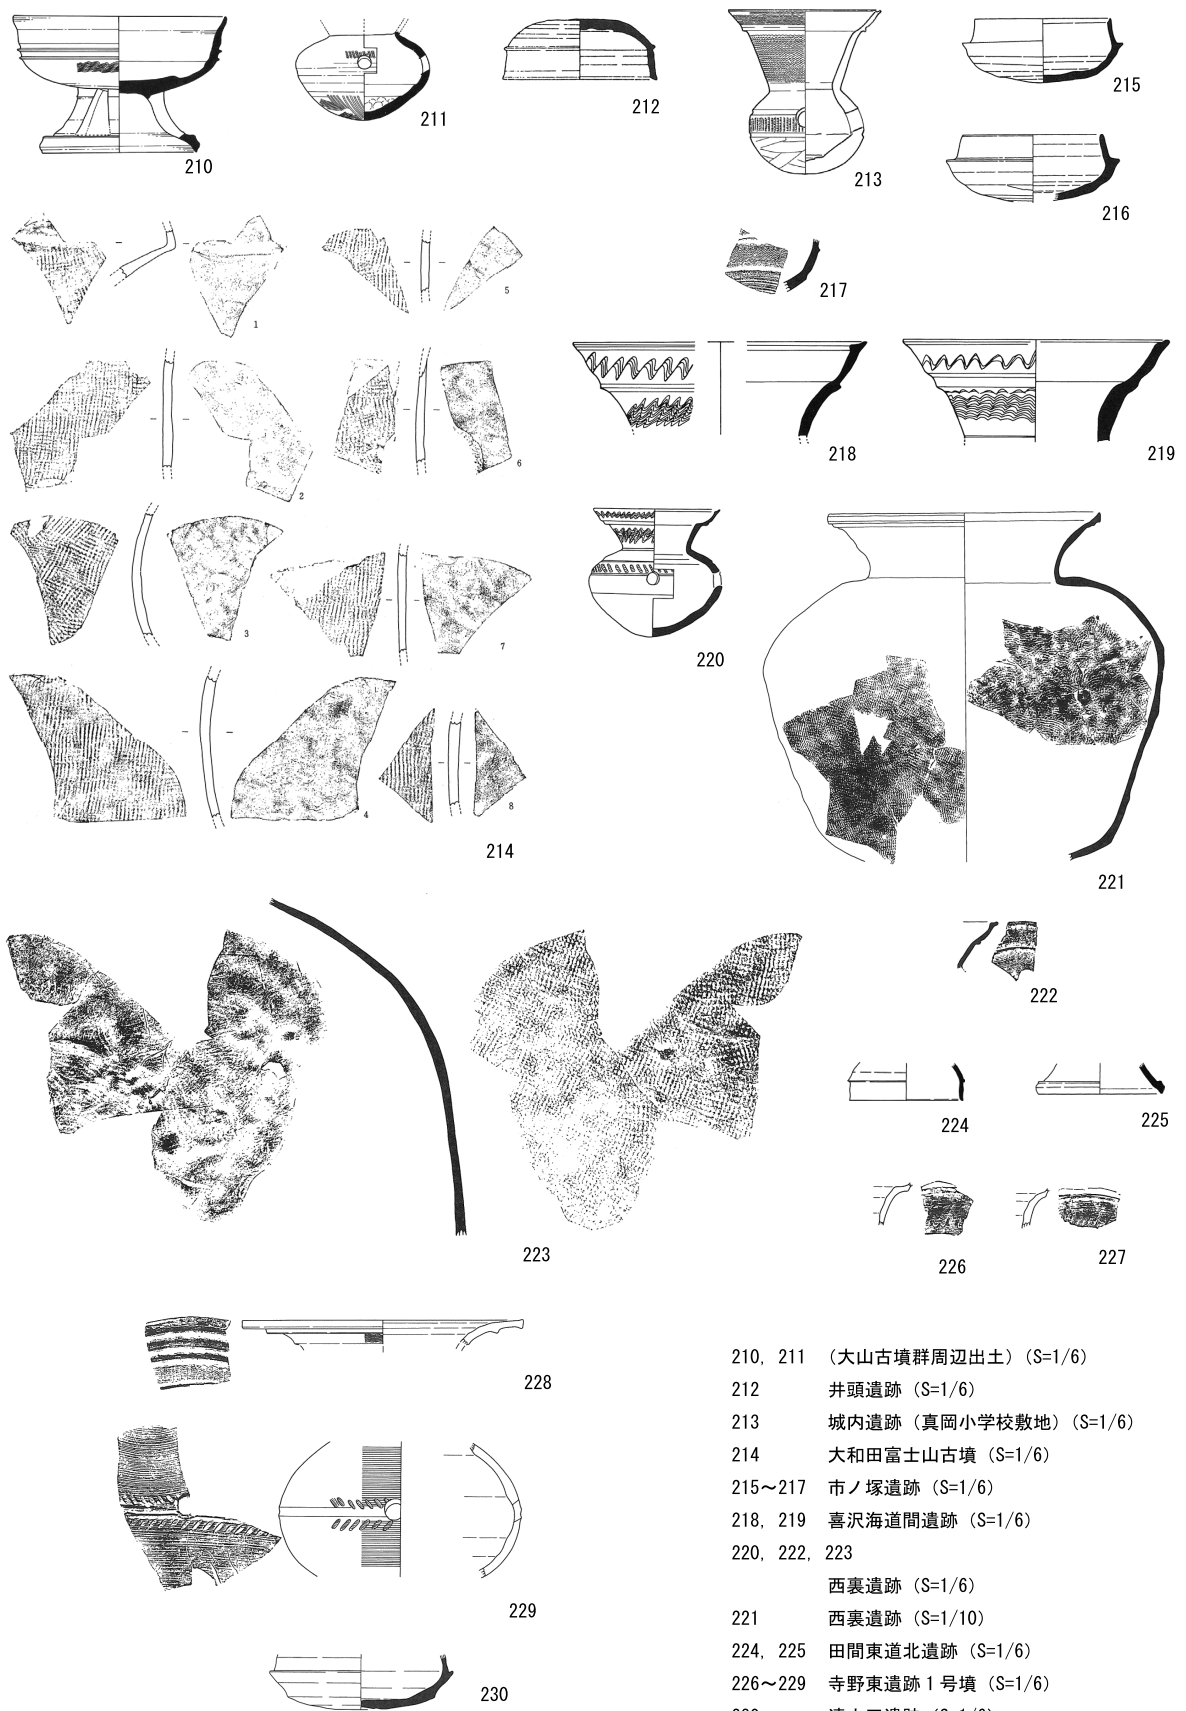 210
211
212
213
215
216
217
1
5
2
6
3
7
4
8
214
218
219
220
221
222
223
224
225
226
227
228
229
230
210, 211 （大山古墳群周辺出土）（S=1/6）
212 井頭遺跡（S=1/6）
213 城内遺跡（真岡小学校敷地）（S=1/6）
214 大和田富士山古墳（S=1/6）
215～217 市ノ塚遺跡（S=1/6）
218, 219 喜沢海道間遺跡（S=1/6）
220, 222, 223
西裏遺跡（S=1/6）
221 西裏遺跡（S=1/10）
224, 225 田間東道北遺跡（S=1/6）
226～229 寺野東遺跡１号墳（S=1/6）